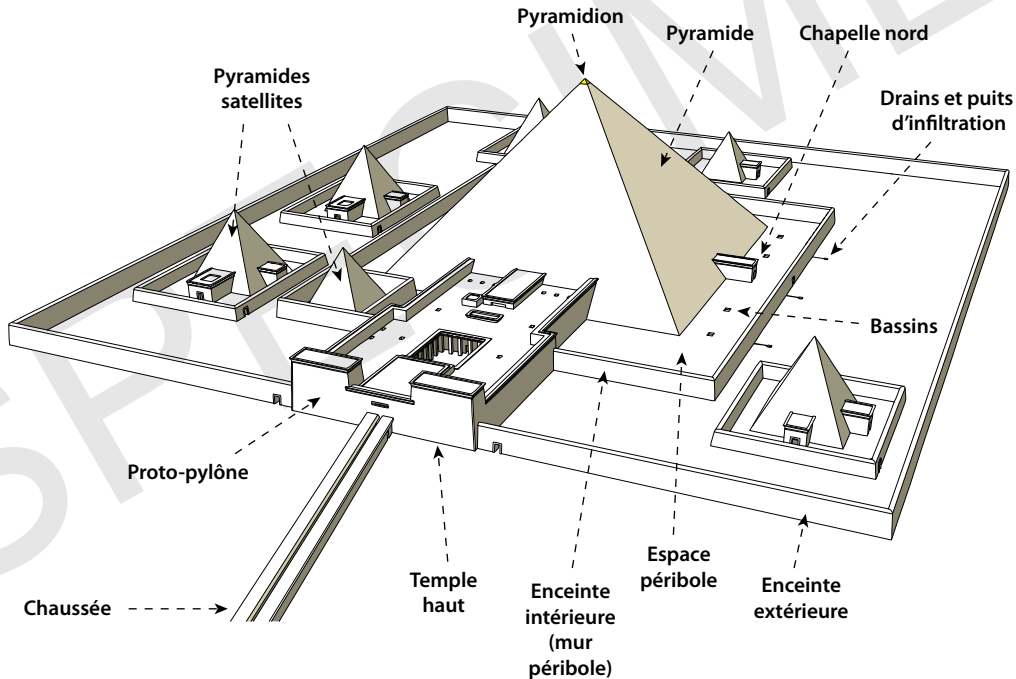 Pyramidion
Pyramide
Chapelle nord
Pyramides
satellites
Drains et puits
d'infiltration
Bassins
Proto-pylône
Chaussée
Temple
haut
Enceinte
intérieure
(mur
péribole)
Espace
péribole
Enceinte
extérieure
SPECIME